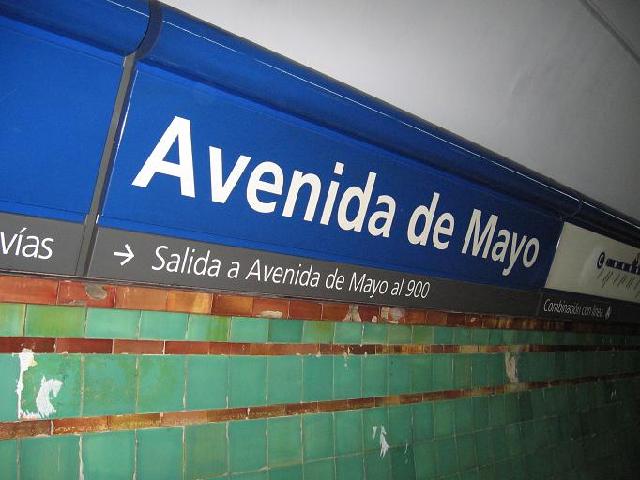 Avenida de Mayo
vías
→ Salida a Avenida de Mayo al 900
Combinación con línea A